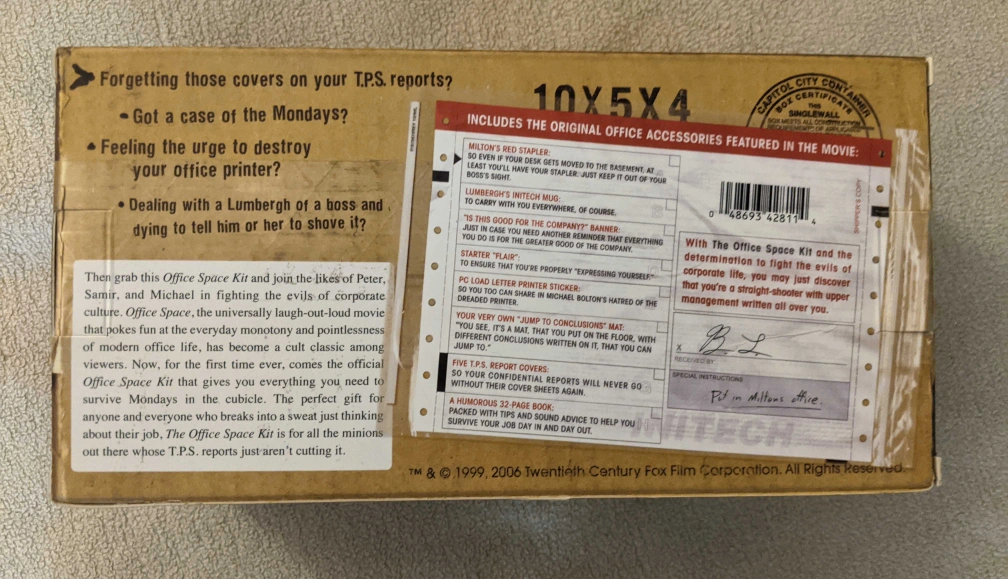 Forgetting those covers on your T.P.S. reports?
• Got a case of the Mondays?
• Feeling the urge to destroy
your office printer?
• Dealing with a Lumbergh of a boss and
dying to tell him or her to shove it?
Then grab this Office Space Kit and join the likes of Peter,
Samir, and Michael in fighting the evils of corporate
culture. Office Space, the universally laugh-out-loud movie
that pokes fun at the everyday monotony and pointlessness
of modern office life, has become a cult classic among
viewers. Now, for the first time ever, comes the official
Office Space Kit that gives you everything you need to
survive Mondays in the cubicle. The perfect gift for
anyone and everyone who breaks into a sweat just thinking
about their job, The Office Space Kit is for all the minions
out there whose T.P.S. reports just aren't cutting it.
10X5X4
CAPITOL CITY CONTAINER
BOX CERTIFICATE
THIS
SINGLEWALL
BOX MEETS ALL CONSTRUCTION
INCLUDES THE ORIGINAL OFFICE ACCESSORIES FEATURED IN THE MOVIE:
MILTON'S RED STAPLER:
SO EVEN IF YOUR DESK GETS MOVED TO THE BASEMENT, AT
LEAST YOU'LL HAVE YOUR STAPLER. JUST KEEP IT OUT OF YOUR
BOSS'S SIGHT.
LUMBERGH'S INITECH MUG:
TO CARRY WITH YOU EVERYWHERE, OF COURSE.
"IS THIS GOOD FOR THE COMPANY?" BANNER:
JUST IN CASE YOU NEED ANOTHER REMINDER THAT EVERYTHING
YOU DO IS FOR THE GREATER GOOD OF THE COMPANY.
STARTER "FLAIR":
TO ENSURE THAT YOU'RE PROPERLY "EXPRESSING YOURSELF."
PC LOAD LETTER PRINTER STICKER:
SO YOU TOO CAN SHARE IN MICHAEL BOLTON'S HATRED OF THE
DREADED PRINTER.
YOUR VERY OWN "JUMP TO CONCLUSIONS" MAT:
"YOU SEE, IT'S A MAT, THAT YOU PUT ON THE FLOOR, WITH
DIFFERENT CONCLUSIONS WRITTEN ON IT, THAT YOU CAN
JUMP TO."
FIVE T.P.S. REPORT COVERS:
SO YOUR CONFIDENTIAL REPORTS WILL NEVER GO
WITHOUT THEIR COVER SHEETS AGAIN.
A HUMOROUS 32-PAGE BOOK:
PACKED WITH TIPS AND SOUND ADVICE TO HELP YOU
SURVIVE YOUR JOB DAY IN AND DAY OUT.
0 48693 42811 4
SHIPPER'S COPY
With The Office Space Kit and the
determination to fight the evils of
corporate life, you may just discover
that you're a straight-shooter with upper
management written all over you.
X B. L.
RECEIVED BY
SPECIAL INSTRUCTIONS
Put in Miltons office.
INITECH
™ & © 1999, 2006 Twentieth Century Fox Film Corporation. All Rights Reserved.